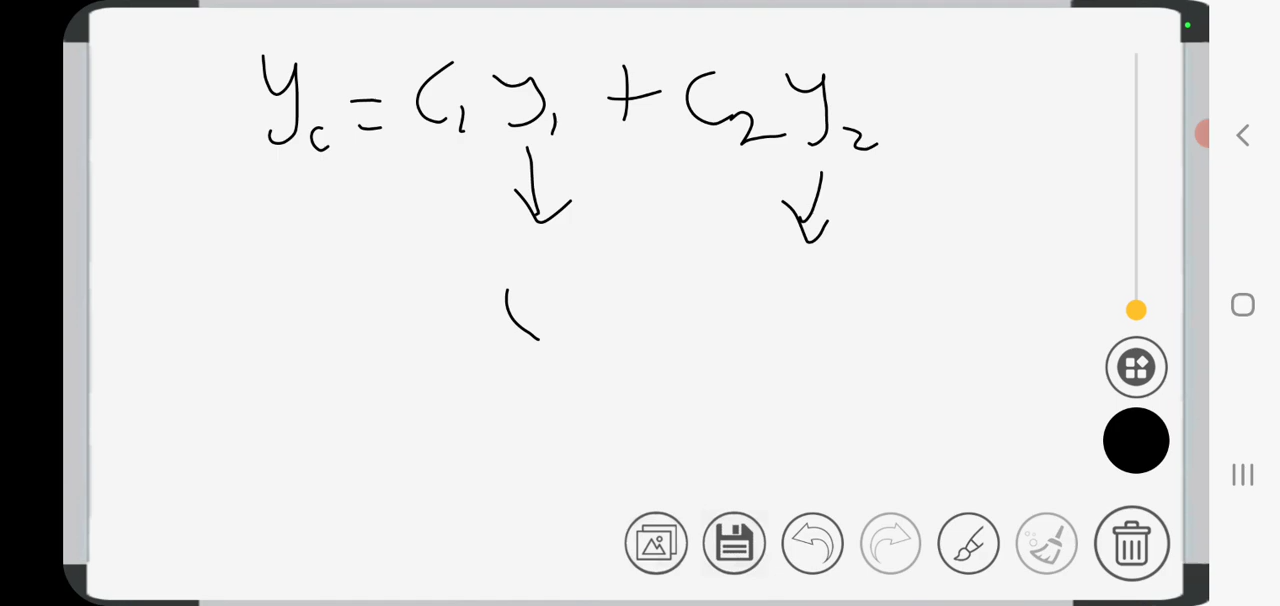 y_c = c_1 y_1 + c_2 y_2